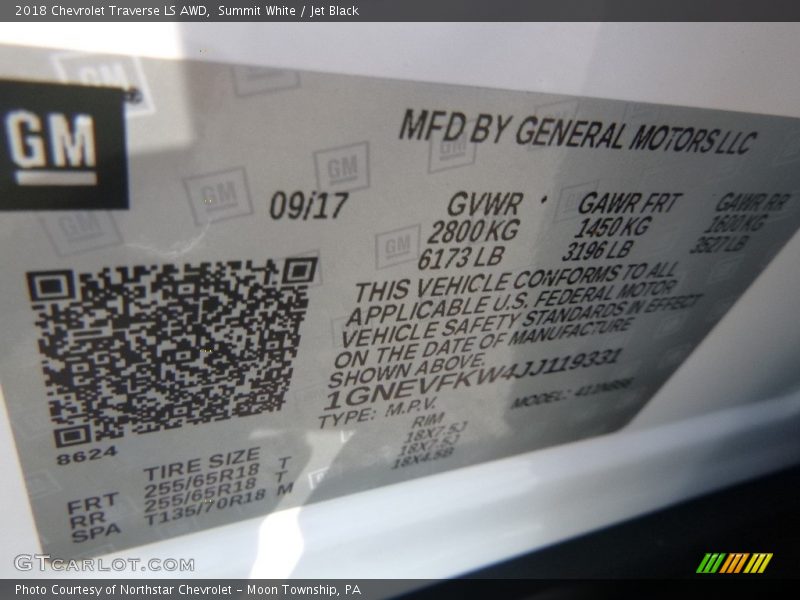 2018 Chevrolet Traverse LS AWD, Summit White / Jet Black
GM
MFD BY GENERAL MOTORS LLC
09/17 GVWR GAWR FRT GAWR RR
2800 KG 1450 KG 1600 KG
6173 LB 3196 LB 3527 LB
THIS VEHICLE CONFORMS TO ALL
APPLICABLE U.S. FEDERAL MOTOR
VEHICLE SAFETY STANDARDS IN EFFECT
ON THE DATE OF MANUFACTURE
SHOWN ABOVE.
1GNEVFKW4JJ119331
TYPE: M.P.V. MODEL:
8624
TIRE SIZE RIM
FRT 255/65R18 T 18X7.5J
RR 255/65R18 T 18X7.5J
SPA T135/70R18 M 18X4.5B
GTCARLOT.COM
Photo Courtesy of Northstar Chevrolet – Moon Township, PA